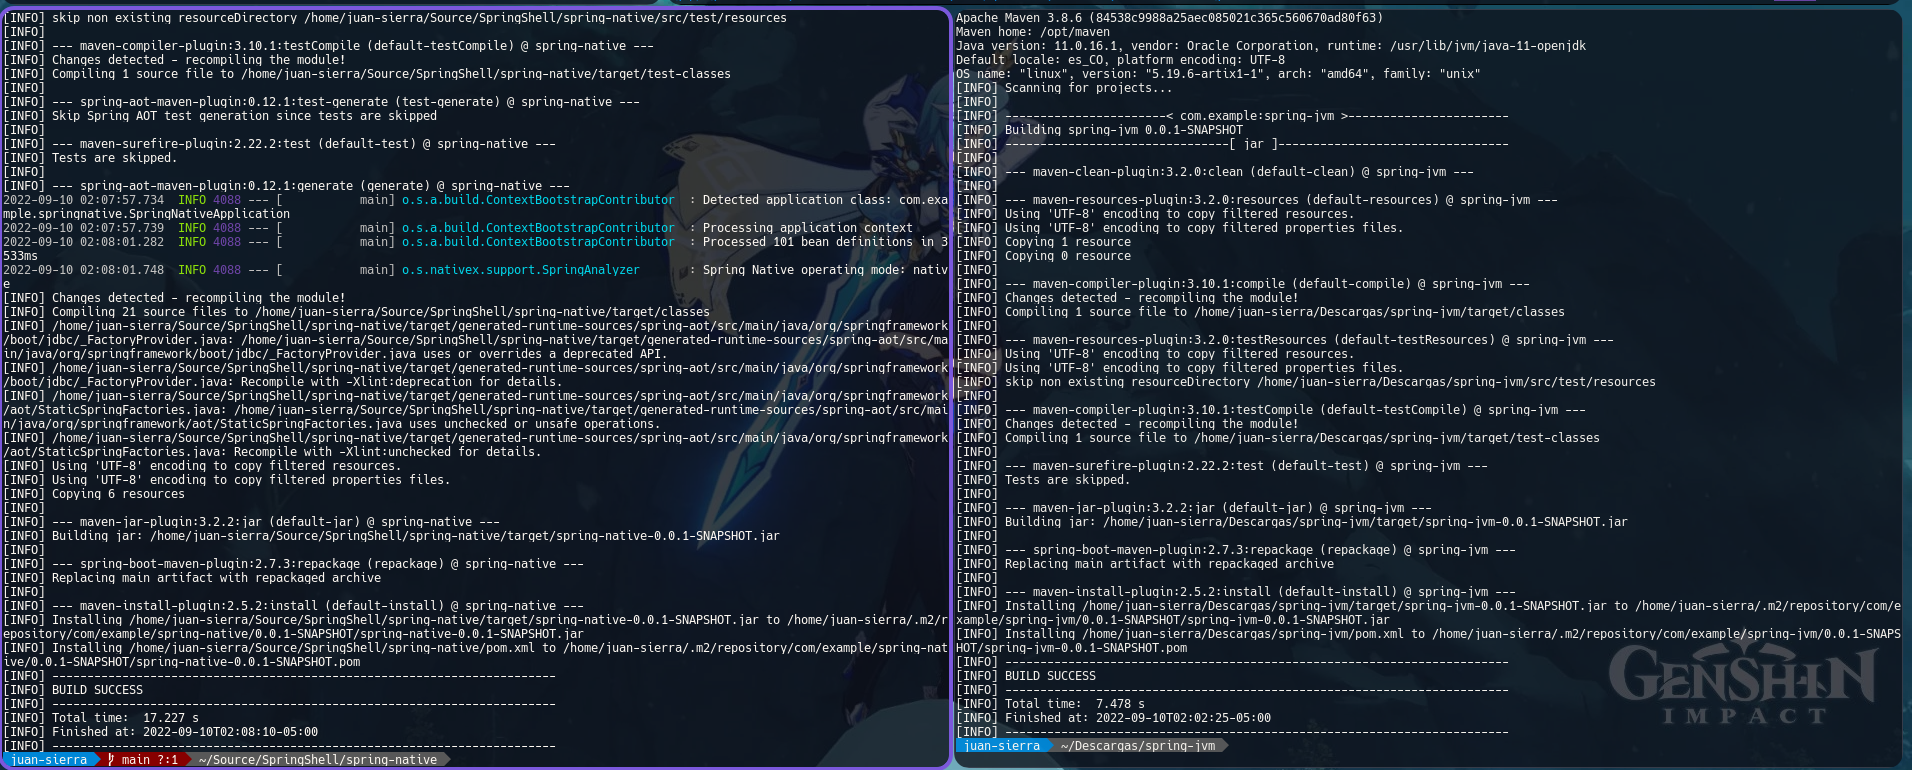 [INFO] skip non existing resourceDirectory /home/juan-sierra/Source/SpringShell/spring-native/src/test/resources
[INFO]
[INFO] --- maven-compiler-plugin:3.10.1:testCompile (default-testCompile) @ spring-native ---
[INFO] Changes detected - recompiling the module!
[INFO] Compiling 1 source file to /home/juan-sierra/Source/SpringShell/spring-native/target/test-classes
[INFO]
[INFO] --- spring-aot-maven-plugin:0.12.1:test-generate (test-generate) @ spring-native ---
[INFO] Skip Spring AOT test generation since tests are skipped
[INFO]
[INFO] --- maven-surefire-plugin:2.22.2:test (default-test) @ spring-native ---
[INFO] Tests are skipped.
[INFO]
[INFO] --- spring-aot-maven-plugin:0.12.1:generate (generate) @ spring-native ---
2022-09-10 02:07:57.734  INFO 4088 --- [           main] o.s.a.build.ContextBootstrapContributor  : Detected application class: com.exa
mple.springnative.SpringNativeApplication
2022-09-10 02:07:57.739  INFO 4088 --- [           main] o.s.a.build.ContextBootstrapContributor  : Processing application context
2022-09-10 02:08:01.282  INFO 4088 --- [           main] o.s.a.build.ContextBootstrapContributor  : Processed 101 bean definitions in 3
533ms
2022-09-10 02:08:01.748  INFO 4088 --- [           main] o.s.nativex.support.SpringAnalyzer       : Spring Native operating mode: nativ
e
[INFO] Changes detected - recompiling the module!
[INFO] Compiling 21 source files to /home/juan-sierra/Source/SpringShell/spring-native/target/classes
[INFO] /home/juan-sierra/Source/SpringShell/spring-native/target/generated-runtime-sources/spring-aot/src/main/java/org/springframework
/boot/jdbc/_FactoryProvider.java: /home/juan-sierra/Source/SpringShell/spring-native/target/generated-runtime-sources/spring-aot/src/ma
in/java/org/springframework/boot/jdbc/_FactoryProvider.java uses or overrides a deprecated API.
[INFO] /home/juan-sierra/Source/SpringShell/spring-native/target/generated-runtime-sources/spring-aot/src/main/java/org/springframework
/boot/jdbc/_FactoryProvider.java: Recompile with -Xlint:deprecation for details.
[INFO] /home/juan-sierra/Source/SpringShell/spring-native/target/generated-runtime-sources/spring-aot/src/main/java/org/springframework
/aot/StaticSpringFactories.java: /home/juan-sierra/Source/SpringShell/spring-native/target/generated-runtime-sources/spring-aot/src/mai
n/java/org/springframework/aot/StaticSpringFactories.java uses unchecked or unsafe operations.
[INFO] /home/juan-sierra/Source/SpringShell/spring-native/target/generated-runtime-sources/spring-aot/src/main/java/org/springframework
/aot/StaticSpringFactories.java: Recompile with -Xlint:unchecked for details.
[INFO] Using 'UTF-8' encoding to copy filtered resources.
[INFO] Using 'UTF-8' encoding to copy filtered properties files.
[INFO] Copying 6 resources
[INFO]
[INFO] --- maven-jar-plugin:3.2.2:jar (default-jar) @ spring-native ---
[INFO] Building jar: /home/juan-sierra/Source/SpringShell/spring-native/target/spring-native-0.0.1-SNAPSHOT.jar
[INFO]
[INFO] --- spring-boot-maven-plugin:2.7.3:repackage (repackage) @ spring-native ---
[INFO] Replacing main artifact with repackaged archive
[INFO]
[INFO] --- maven-install-plugin:2.5.2:install (default-install) @ spring-native ---
[INFO] Installing /home/juan-sierra/Source/SpringShell/spring-native/target/spring-native-0.0.1-SNAPSHOT.jar to /home/juan-sierra/.m2/r
epository/com/example/spring-native/0.0.1-SNAPSHOT/spring-native-0.0.1-SNAPSHOT.jar
[INFO] Installing /home/juan-sierra/Source/SpringShell/spring-native/pom.xml to /home/juan-sierra/.m2/repository/com/example/spring-nat
ive/0.0.1-SNAPSHOT/spring-native-0.0.1-SNAPSHOT.pom
[INFO] ------------------------------------------------------------------------
[INFO] BUILD SUCCESS
[INFO] ------------------------------------------------------------------------
[INFO] Total time:  17.227 s
[INFO] Finished at: 2022-09-10T02:08:10-05:00
[INFO] ------------------------------------------------------------------------
juan-sierra main ?:1 ~/Source/SpringShell/spring-native
Apache Maven 3.8.6 (84538c9988a25aec085021c365c560670ad80f63)
Maven home: /opt/maven
Java version: 11.0.16.1, vendor: Oracle Corporation, runtime: /usr/lib/jvm/java-11-openjdk
Default locale: es_CO, platform encoding: UTF-8
OS name: "linux", version: "5.19.6-artix1-1", arch: "amd64", family: "unix"
[INFO] Scanning for projects...
[INFO]
[INFO] -----------------------< com.example:spring-jvm >-----------------------
[INFO] Building spring-jvm 0.0.1-SNAPSHOT
[INFO] --------------------------------[ jar ]---------------------------------
[INFO]
[INFO] --- maven-clean-plugin:3.2.0:clean (default-clean) @ spring-jvm ---
[INFO]
[INFO] --- maven-resources-plugin:3.2.0:resources (default-resources) @ spring-jvm ---
[INFO] Using 'UTF-8' encoding to copy filtered resources.
[INFO] Using 'UTF-8' encoding to copy filtered properties files.
[INFO] Copying 1 resource
[INFO] Copying 0 resource
[INFO]
[INFO] --- maven-compiler-plugin:3.10.1:compile (default-compile) @ spring-jvm ---
[INFO] Changes detected - recompiling the module!
[INFO] Compiling 1 source file to /home/juan-sierra/Descargas/spring-jvm/target/classes
[INFO]
[INFO] --- maven-resources-plugin:3.2.0:testResources (default-testResources) @ spring-jvm ---
[INFO] Using 'UTF-8' encoding to copy filtered resources.
[INFO] Using 'UTF-8' encoding to copy filtered properties files.
[INFO] skip non existing resourceDirectory /home/juan-sierra/Descargas/spring-jvm/src/test/resources
[INFO]
[INFO] --- maven-compiler-plugin:3.10.1:testCompile (default-testCompile) @ spring-jvm ---
[INFO] Changes detected - recompiling the module!
[INFO] Compiling 1 source file to /home/juan-sierra/Descargas/spring-jvm/target/test-classes
[INFO]
[INFO] --- maven-surefire-plugin:2.22.2:test (default-test) @ spring-jvm ---
[INFO] Tests are skipped.
[INFO]
[INFO] --- maven-jar-plugin:3.2.2:jar (default-jar) @ spring-jvm ---
[INFO] Building jar: /home/juan-sierra/Descargas/spring-jvm/target/spring-jvm-0.0.1-SNAPSHOT.jar
[INFO]
[INFO] --- spring-boot-maven-plugin:2.7.3:repackage (repackage) @ spring-jvm ---
[INFO] Replacing main artifact with repackaged archive
[INFO]
[INFO] --- maven-install-plugin:2.5.2:install (default-install) @ spring-jvm ---
[INFO] Installing /home/juan-sierra/Descargas/spring-jvm/target/spring-jvm-0.0.1-SNAPSHOT.jar to /home/juan-sierra/.m2/repository/com/e
xample/spring-jvm/0.0.1-SNAPSHOT/spring-jvm-0.0.1-SNAPSHOT.jar
[INFO] Installing /home/juan-sierra/Descargas/spring-jvm/pom.xml to /home/juan-sierra/.m2/repository/com/example/spring-jvm/0.0.1-SNAPS
HOT/spring-jvm-0.0.1-SNAPSHOT.pom
[INFO] ------------------------------------------------------------------------
[INFO] BUILD SUCCESS
[INFO] ------------------------------------------------------------------------
[INFO] Total time:  7.478 s
[INFO] Finished at: 2022-09-10T02:02:25-05:00
[INFO] ------------------------------------------------------------------------
juan-sierra ~/Descargas/spring-jvm
GENSHIN
IMPACT